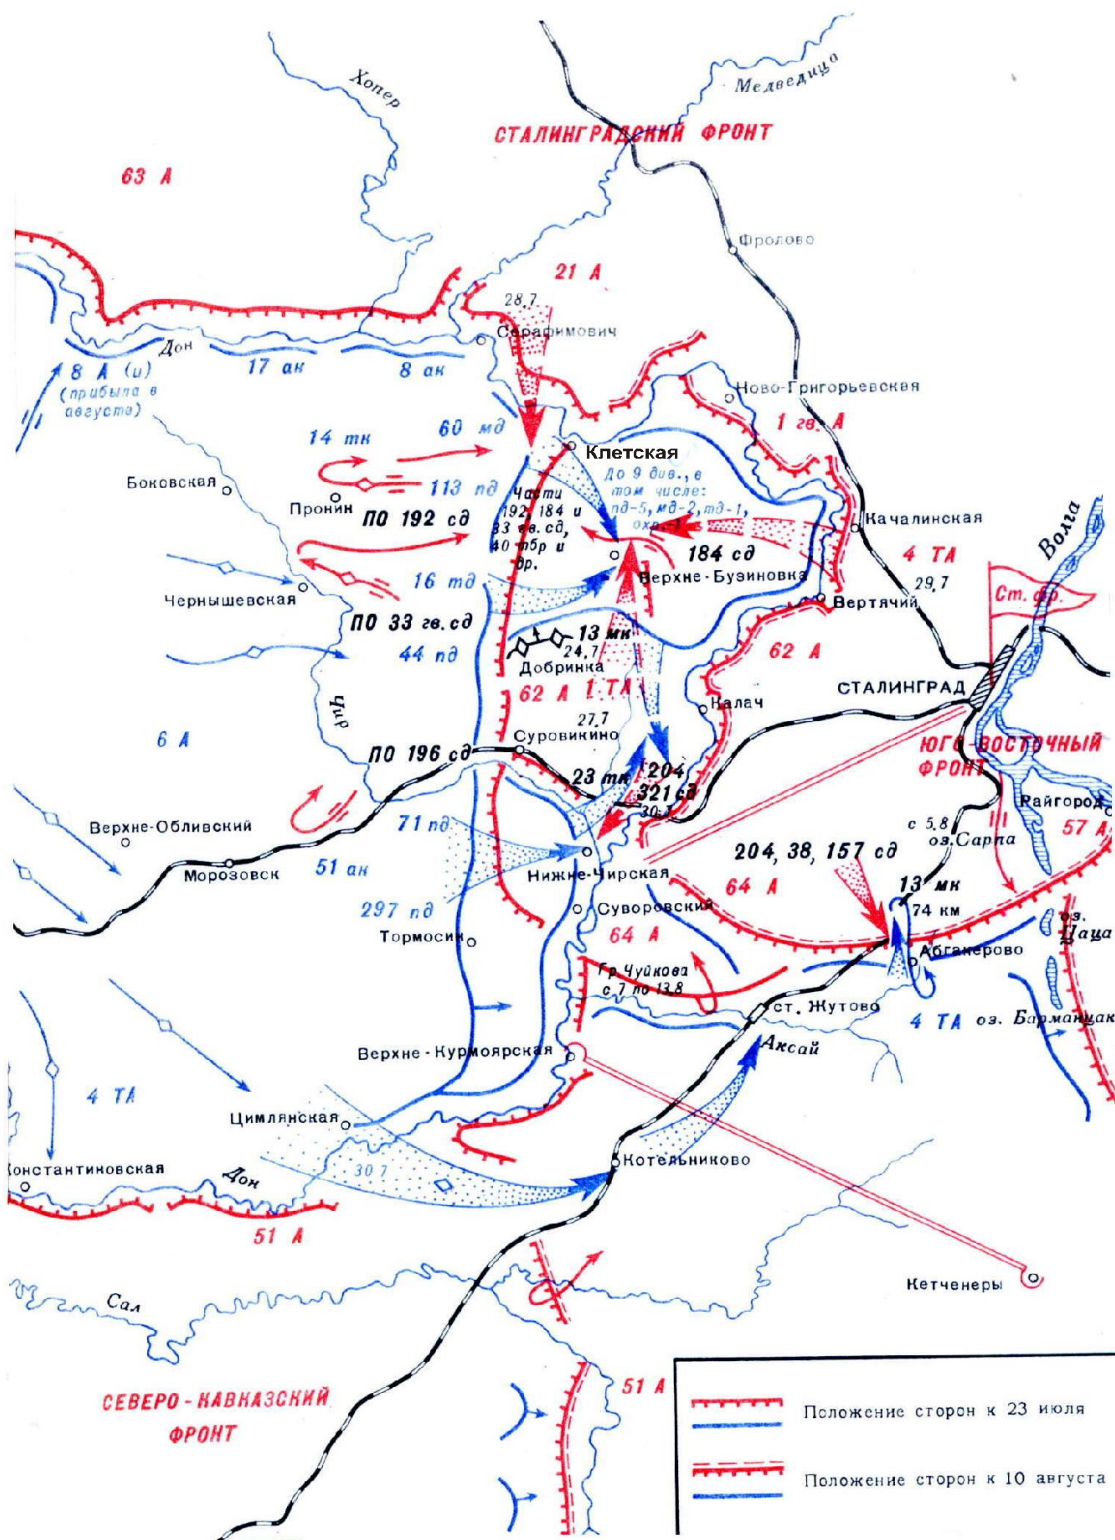 Хопер
Медведица
СТАЛИНГРАДСКИЙ ФРОНТ
63 А
Фролово
21 А
28.7
Серафимович
Дон
8 А (и)
(прибыла в
августе)
17 ак
8 ак
Ново-Григорьевская
1 гв. А
60 мд
14 тк
Клетская
До 9 див., в
том числе:
пд-5, мд-2, тд-1,
охр.-1
Боковская
Пронин
113 пд
Части
192, 184 и
33 гв. сд,
40 тбр и
др.
ПО 192 сд
Качалинская
Волга
184 сд
4 ТА
29.7
Верхне-Бузиновка
16 тд
Чернышевская
Вертячий
Ст. фр.
ПО 33 гв. сд
13 мк
24.7
44 пд
Добринка
62 А
62 А
1 ТА
СТАЛИНГРАД
Калач
Чир
27.7
6 А
Суровикино
ПО 196 сд
ЮГО-ВОСТОЧНЫЙ
ФРОНТ
23 тк
204,
321 сд
30.7
Райгород
57 А
Верхне-Обливский
71 пд
с 5.8
оз. Сарпа
204, 38, 157 сд
51 ак
Морозовск
Нижне-Чирская
64 А
13 мк
74 км
297 пд
Суворовский
оз.
Цаца
Тормосин
64 А
Абганерово
Гр. Чуйкова
с 7 по 13.8
ст. Жутово
4 ТА
оз. Барманцак
Аксай
Верхне-Курмоярская
4 ТА
Цимлянская
30.7
Котельниково
Константиновская
Дон
51 А
Кетченеры
Сал
СЕВЕРО-КАВКАЗСКИЙ
ФРОНТ
51 А
Положение сторон к 23 июля
Положение сторон к 10 августа